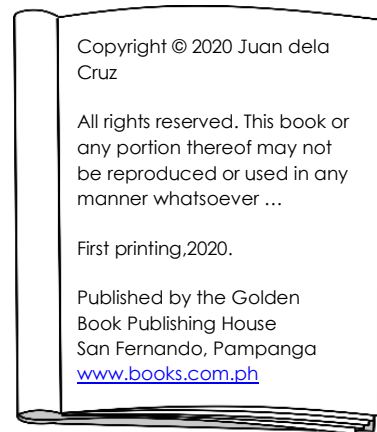 Copyright © 2020 Juan dela
Cruz
All rights reserved. This book or
any portion thereof may not
be reproduced or used in any
manner whatsoever …
First printing,2020.
Published by the Golden
Book Publishing House
San Fernando, Pampanga
www.books.com.ph